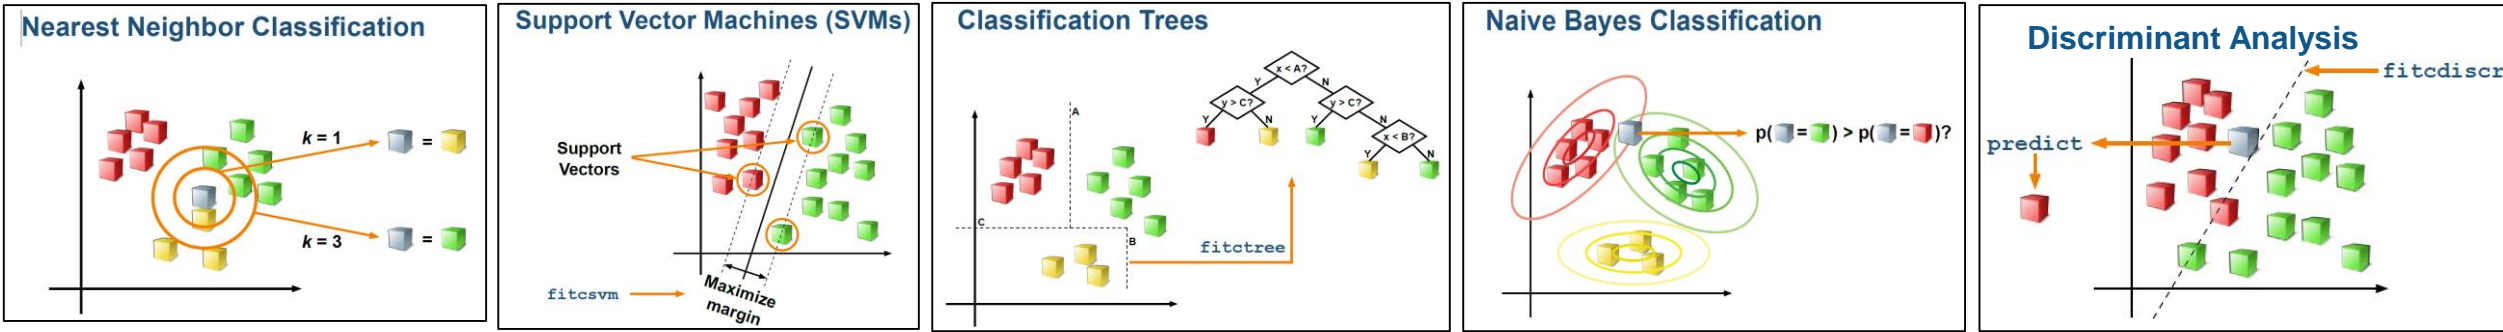 Nearest Neighbor Classification
k = 1
=
k = 3
=
Support Vector Machines (SVMs)
Support
Vectors
fitcsvm
Maximize
margin
Classification Trees
A
C
B
fitctree
x < A?
Y
N
y > C?
y > C?
Y
N
Y
N
x < B?
Y
N
Naive Bayes Classification
p( = ) > p( = )?
Discriminant Analysis
fitcdiscr
predict